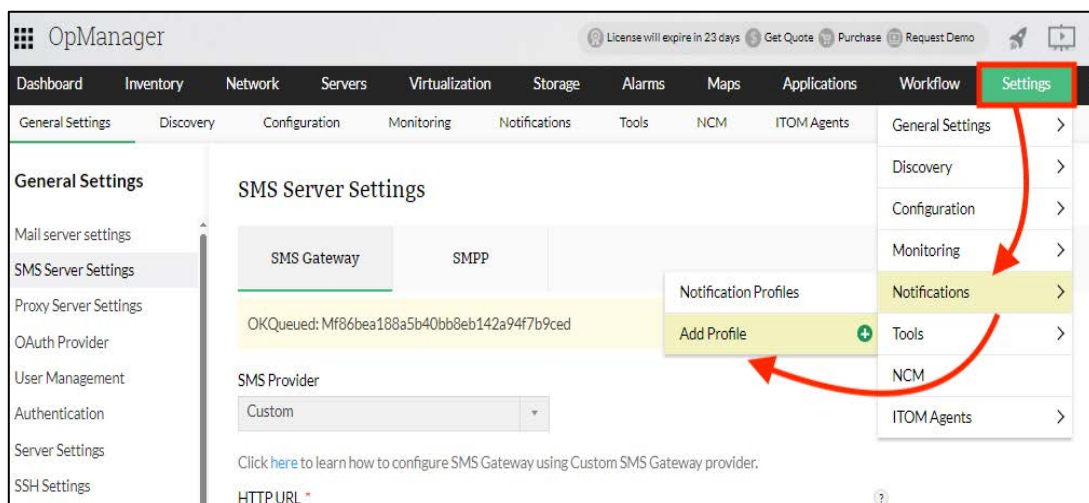 OpManager
License will expire in 23 days Get Quote Purchase Request Demo
Dashboard Inventory Network Servers Virtualization Storage Alarms Maps Applications Workflow Settings
General Settings Discovery Configuration Monitoring Notifications Tools NCM ITOM Agents
General Settings
Discovery
Configuration
Monitoring
Notifications
Tools
NCM
ITOM Agents
Notification Profiles
Add Profile
General Settings
Mail server settings
SMS Server Settings
Proxy Server Settings
OAuth Provider
User Management
Authentication
Server Settings
SSH Settings
SMS Server Settings
SMS Gateway SMPP
OKQueued: Mf86bea188a5b40bb8eb142a94f7b9ced
SMS Provider
Custom
Click here to learn how to configure SMS Gateway using Custom SMS Gateway provider.
HTTP URL *
?